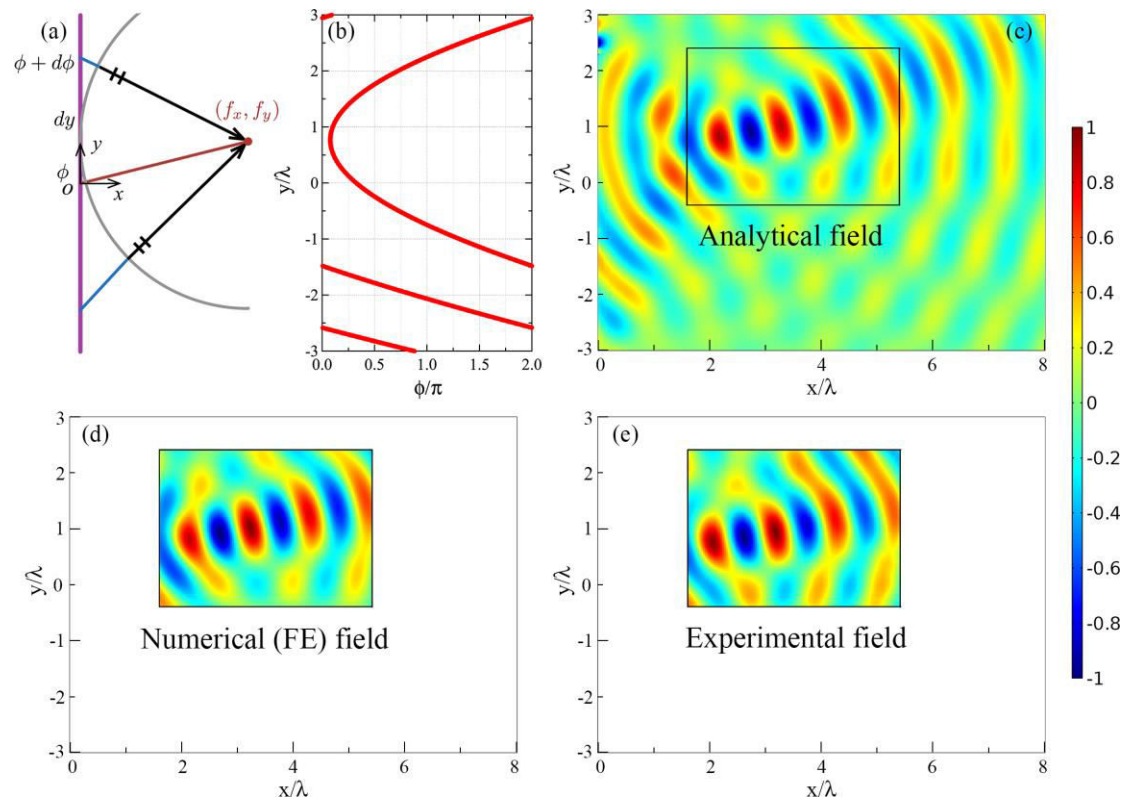 (a)
ϕ + dϕ
dy
(f_x, f_y)
y
ϕ
o
x
(b)
y/λ
3
2
1
0
-1
-2
-3
0.0
0.5
1.0
1.5
2.0
ϕ/π
(c)
y/λ
3
2
1
0
-1
-2
-3
Analytical field
0
2
4
6
8
x/λ
1
0.8
0.6
0.4
0.2
0
-0.2
-0.4
-0.6
-0.8
-1
(d)
y/λ
3
2
1
0
-1
-2
-3
Numerical (FE) field
0
2
4
6
8
x/λ
(e)
y/λ
3
2
1
0
-1
-2
-3
Experimental field
0
2
4
6
8
x/λ